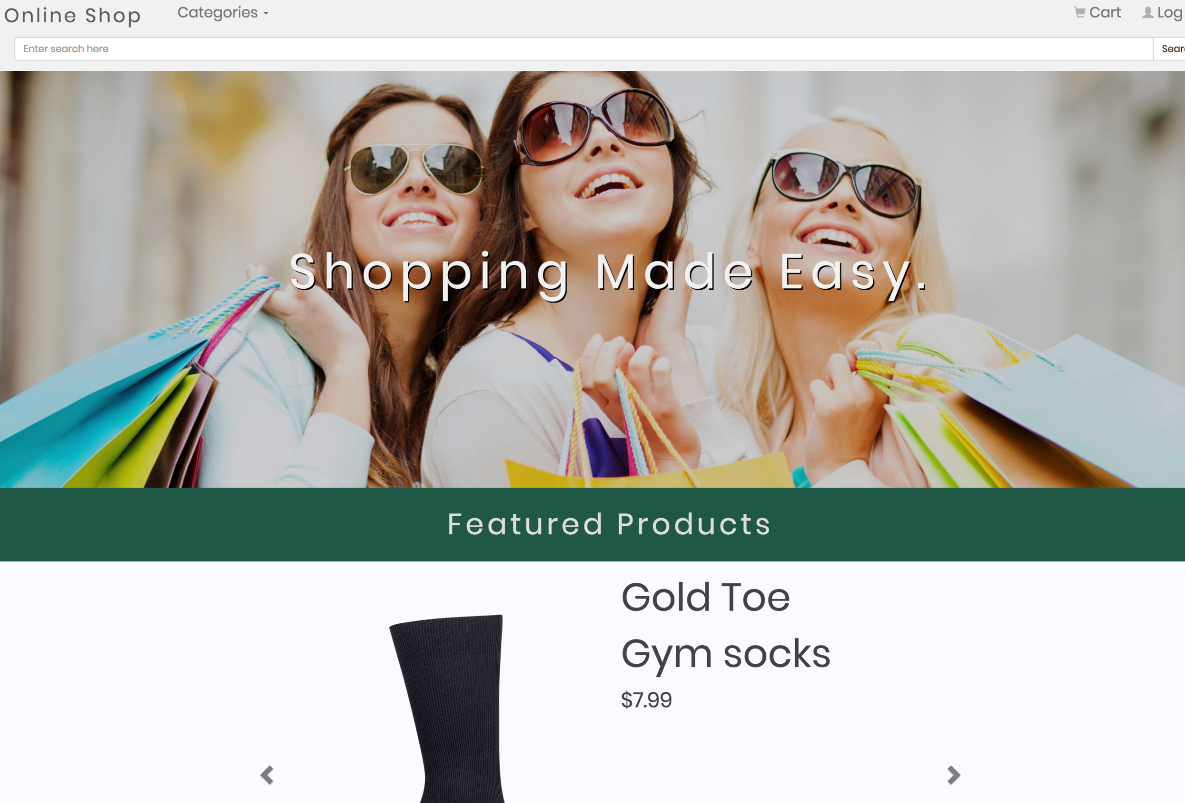 Online Shop
Categories
Cart
Log
Enter search here
Sear
Shopping Made Easy.
Featured Products
Gold Toe
Gym socks
$7.99